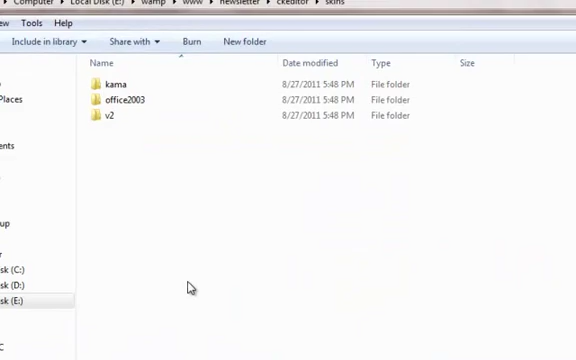 Computer ▸ Local Disk (E:) ▸ wamp ▸ www ▸ newsletter ▸ ckeditor ▸ skins
ew Tools Help
Include in library Share with Burn New folder
Name Date modified Type Size
kama 8/27/2011 5:48 PM File folder
office2003 8/27/2011 5:48 PM File folder
v2 8/27/2011 5:48 PM File folder
Places
ents
up
r
sk (C:)
sk (D:)
sk (E:)
C